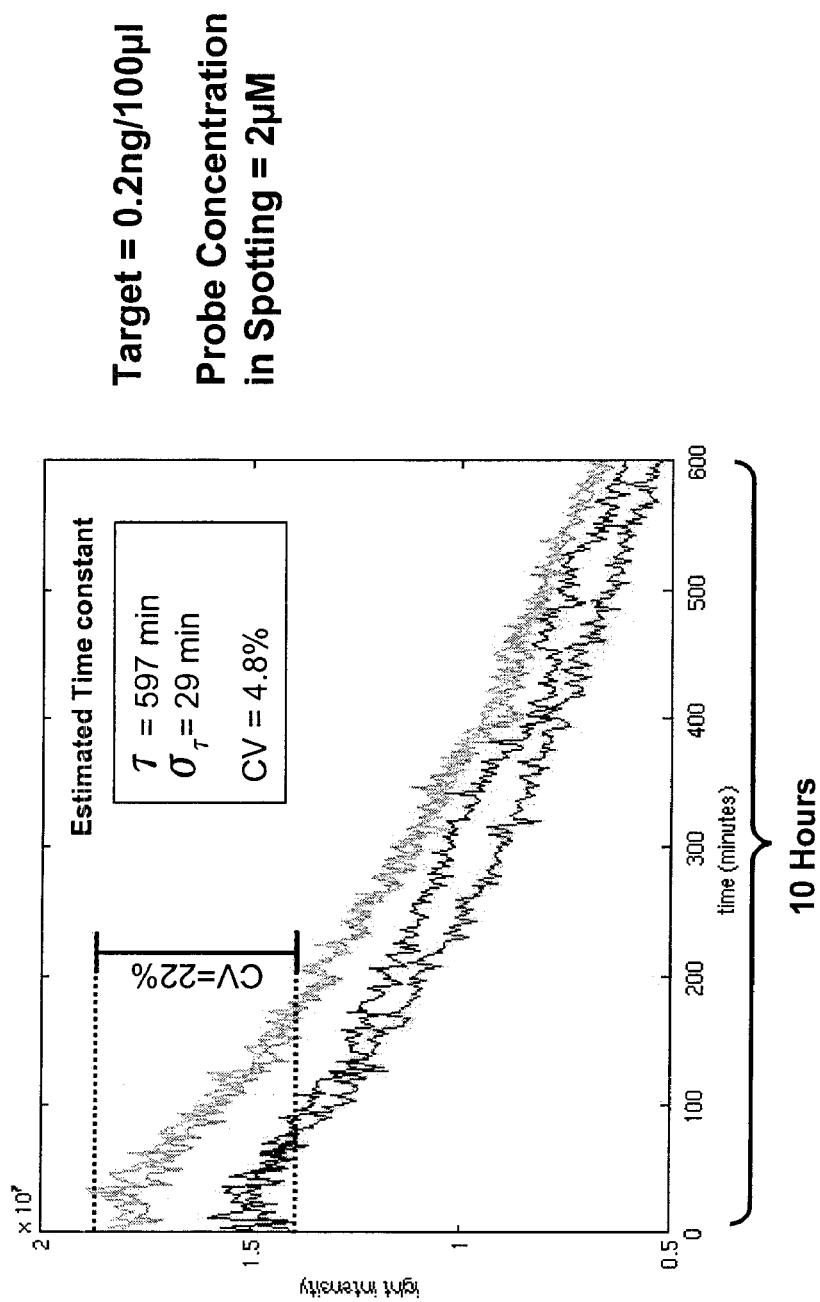 Target = 0.2ng/100µl
Probe Concentration
in Spotting = 2µM
× 10⁷
Estimated Time constant
τ = 597 min
στ = 29 min
CV = 4.8%
CV=22%
2
1.5
1
0.5
light intensity
0
100
200
300
400
500
600
time (minutes)
10 Hours